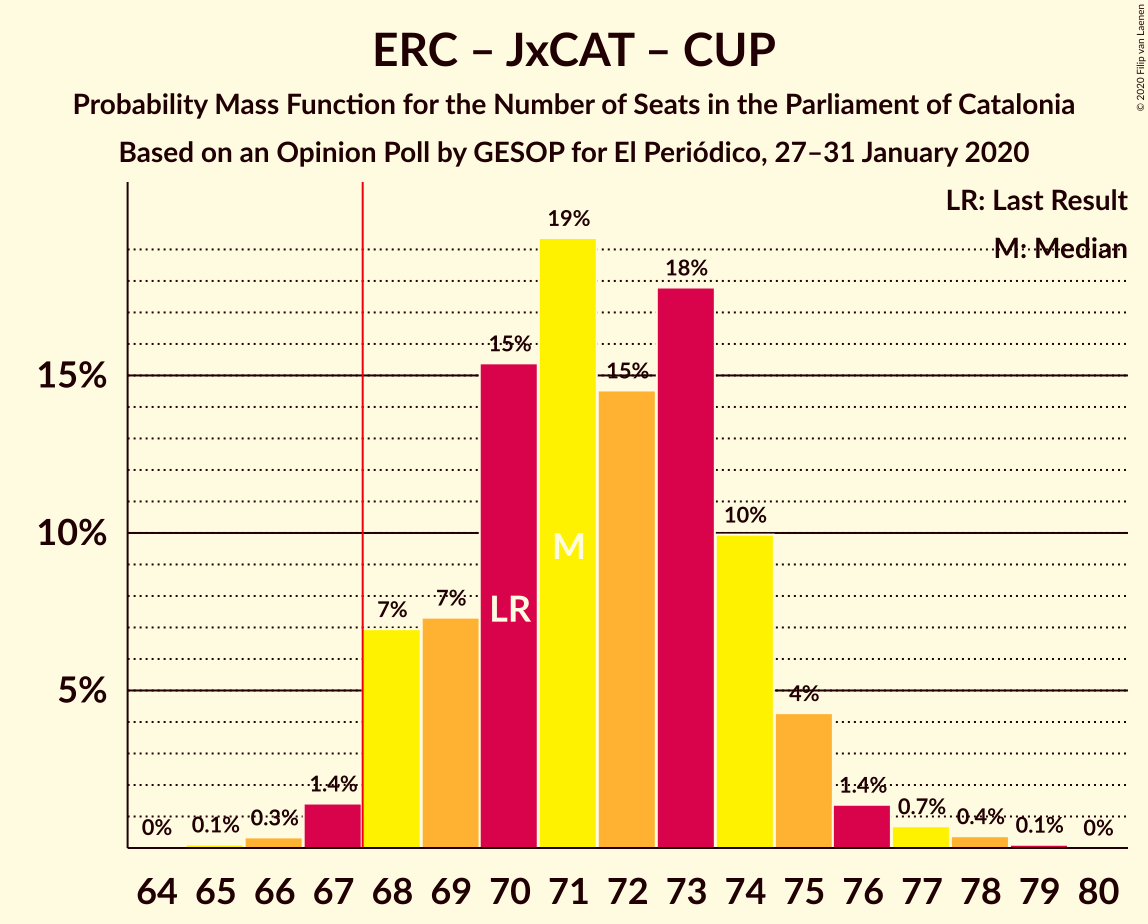 ERC – JxCAT – CUP
Probability Mass Function for the Number of Seats in the Parliament of Catalonia
Based on an Opinion Poll by GESOP for El Periódico, 27–31 January 2020
© 2020 Filip van Laenen
LR: Last Result
M: Median
15%
10%
5%
0%
0.1%
0.3%
1.4%
7%
7%
15%
19%
15%
18%
10%
4%
1.4%
0.7%
0.4%
0.1%
0%
LR
M
64 65 66 67 68 69 70 71 72 73 74 75 76 77 78 79 80